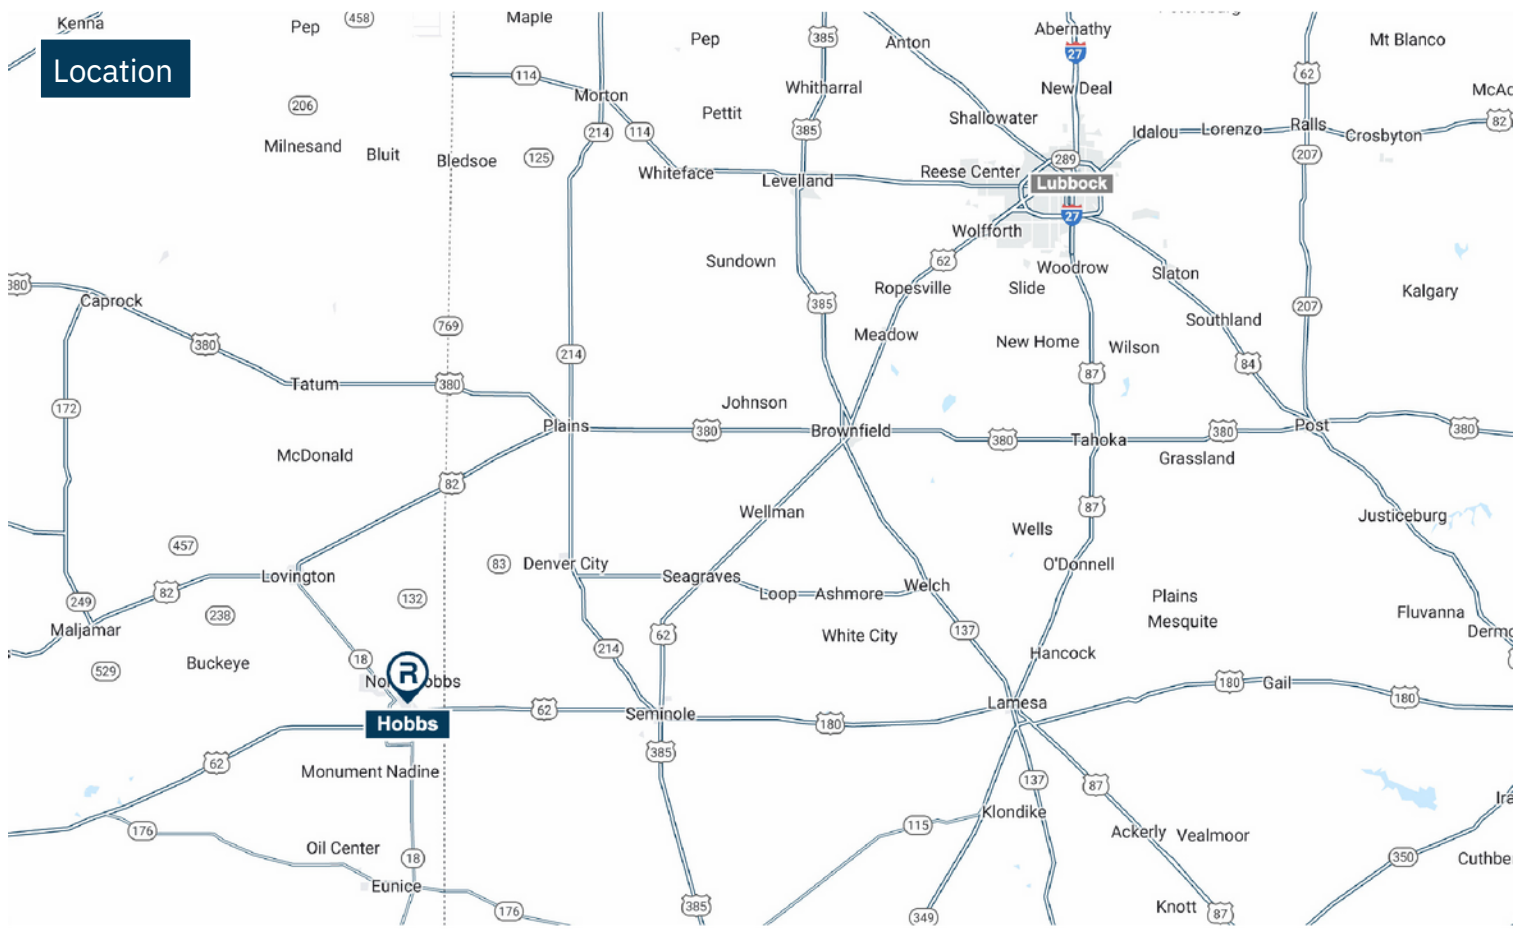 Kenna
Pep
458
Maple
Pep
385
Anton
Abernathy
27
Mt Blanco
Location
114
62
206
Morton
Whitharral
New Deal
Pettit
Shallowater
82
Milnesand
Bluit
Bledsoe
125
214
114
385
Idalou
Lorenzo
Ralls
Crosbyton
207
289
Whiteface
Levelland
Reese Center
Lubbock
27
Wolfforth
Sundown
62
Woodrow
Slaton
380
Caprock
Ropesville
Slide
Kalgary
385
207
769
380
Meadow
New Home
Wilson
Southland
214
84
87
Tatum
380
172
Johnson
Plains
380
Brownfield
380
Tahoka
380
Post
380
McDonald
Grassland
82
Wellman
87
Justiceburg
Wells
457
Lovington
83
Denver City
Seagraves
O'Donnell
82
Loop
Ashmore
Welch
249
132
Plains
238
Mesquite
Fluvanna
Maljamar
62
White City
137
214
Hancock
529
Buckeye
18
R
180
Gail
180
Hobbs
62
Seminole
180
Lamesa
62
385
Monument
Nadine
137
87
Klondike
176
115
Ackerly
Vealmoor
Oil Center
18
350
Eunice
176
385
349
Knott
87